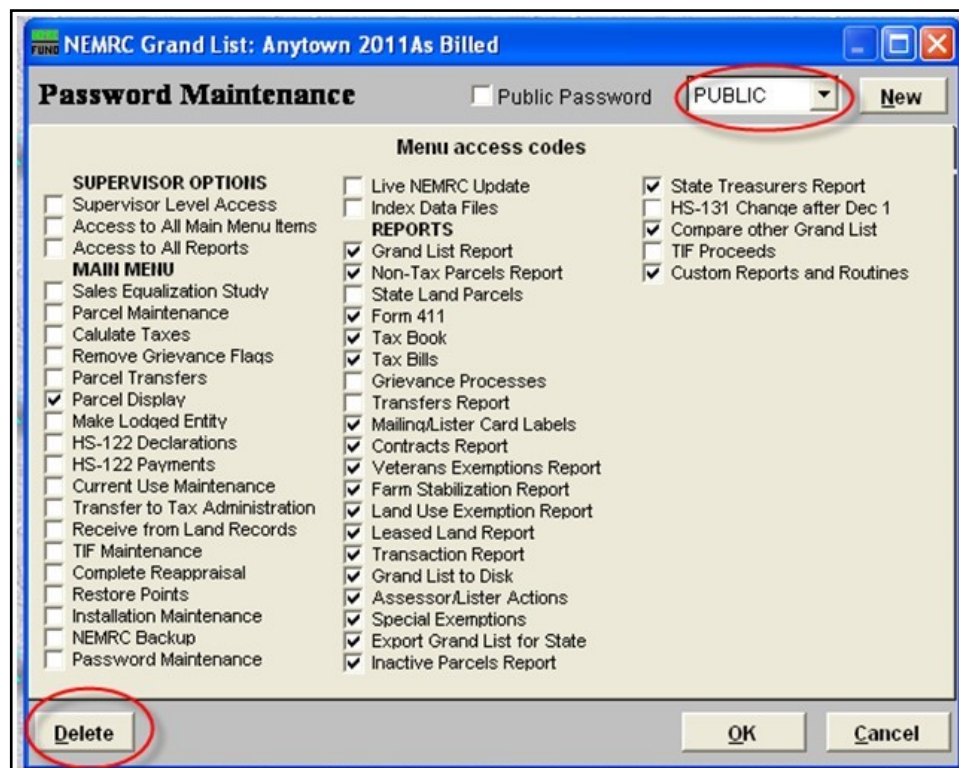 FUND NEMRC Grand List: Anytown 2011As Billed
Password Maintenance
Public Password
PUBLIC
New
Menu access codes
SUPERVISOR OPTIONS
Supervisor Level Access
Access to All Main Menu Items
Access to All Reports
MAIN MENU
Sales Equalization Study
Parcel Maintenance
Calulate Taxes
Remove Grievance Flags
Parcel Transfers
Parcel Display
Make Lodged Entity
HS-122 Declarations
HS-122 Payments
Current Use Maintenance
Transfer to Tax Administration
Receive from Land Records
TIF Maintenance
Complete Reappraisal
Restore Points
Installation Maintenance
NEMRC Backup
Password Maintenance
Live NEMRC Update
Index Data Files
REPORTS
Grand List Report
Non-Tax Parcels Report
State Land Parcels
Form 411
Tax Book
Tax Bills
Grievance Processes
Transfers Report
Mailing/Lister Card Labels
Contracts Report
Veterans Exemptions Report
Farm Stabilization Report
Land Use Exemption Report
Leased Land Report
Transaction Report
Grand List to Disk
Assessor/Lister Actions
Special Exemptions
Export Grand List for State
Inactive Parcels Report
State Treasurers Report
HS-131 Change after Dec 1
Compare other Grand List
TIF Proceeds
Custom Reports and Routines
Delete
OK
Cancel